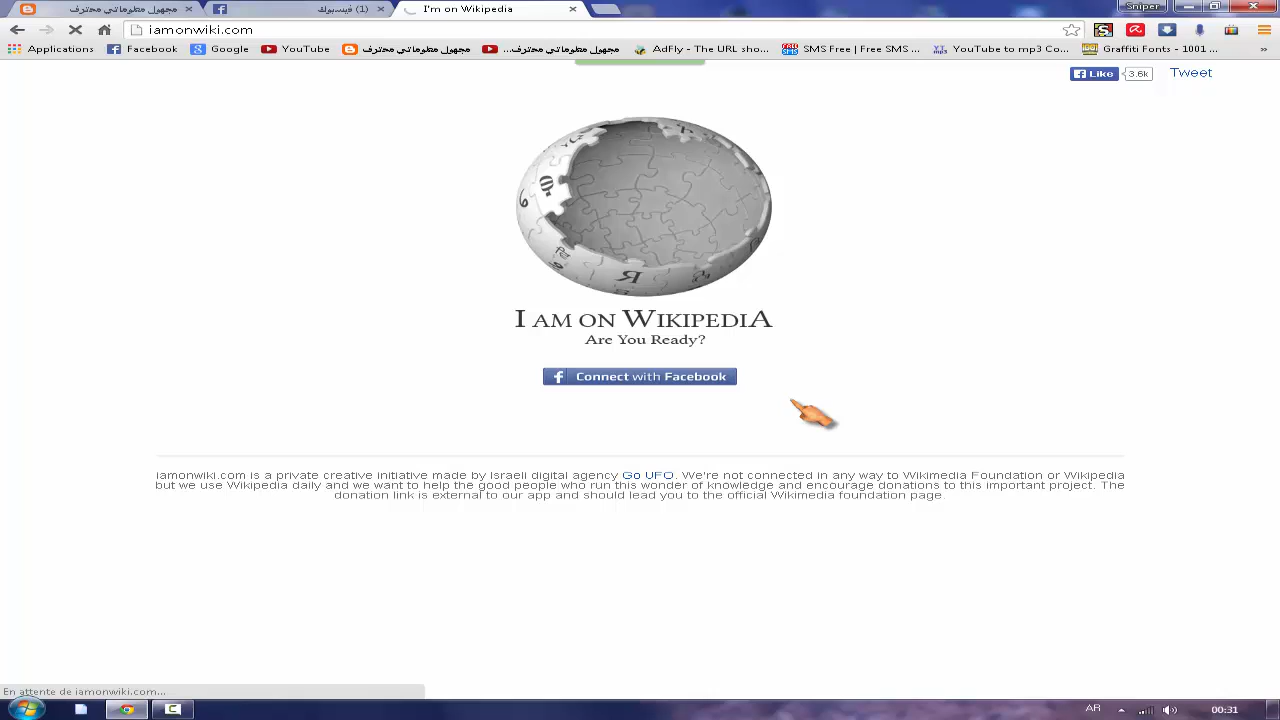 مجهول معلوماتي محترف
(1) فيسبوك
I'm on Wikipedia
Sniper
iamonwiki.com
Applications
Facebook
Google
YouTube
مجهول معلوماتي محترف
مجهول معلوماتي محترف...
AdFly - The URL sho...
SMS Free | Free SMS ...
YouTube to mp3 Co...
Graffiti Fonts - 1001 ...
»
Like
3.6k
Tweet
I AM ON WIKIPEDIA
Are You Ready?
Connect with Facebook
iamonwiki.com is a private creative initiative made by Israeli digital agency Go UFO. We're not connected in any way to Wikimedia Foundation or Wikipedia
but we use Wikipedia daily and we want to help the good people who run this wonder of knowledge and encourage donations to this important project. The
donation link is external to our app and should lead you to the official Wikimedia foundation page.
En attente de iamonwiki.com...
AR
00:31